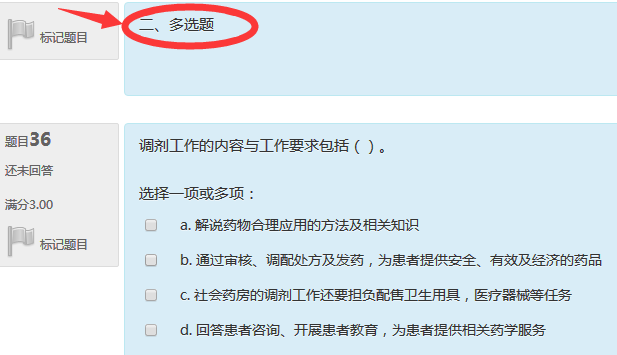 标记题目
二、多选题
题目36
还未回答
满分3.00
标记题目
调剂工作的内容与工作要求包括（ ）。
选择一项或多项：
a. 解说药物合理应用的方法及相关知识
b. 通过审核、调配处方及发药，为患者提供安全、有效及经济的药品
c. 社会药房的调剂工作还要担负配售卫生用具，医疗器械等任务
d. 回答患者咨询、开展患者教育，为患者提供相关药学服务